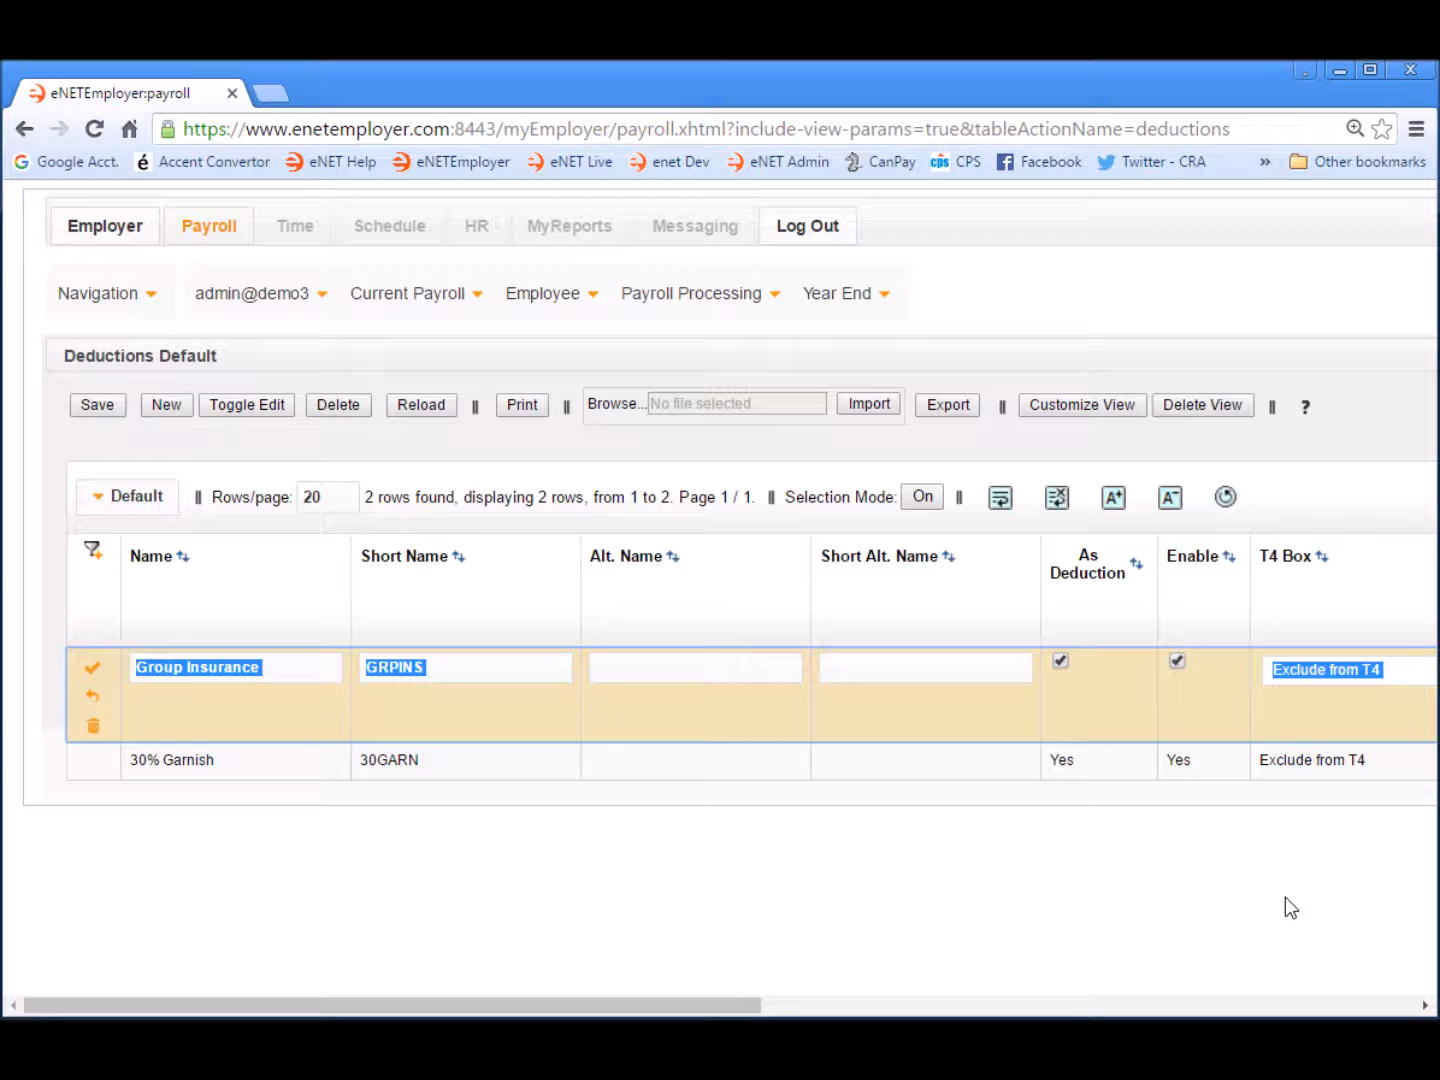 eNETEmployer:payroll
https://www.enetemployer.com:8443/myEmployer/payroll.xhtml?include-view-params=true&tableActionName=deductions
Google Acct. Accent Convertor eNET Help eNETEmployer eNET Live enet Dev eNET Admin CanPay cps CPS Facebook Twitter - CRA » Other bookmarks
Employer Payroll Time Schedule HR MyReports Messaging Log Out
Navigation admin@demo3 Current Payroll Employee Payroll Processing Year End
Deductions Default
Save New Toggle Edit Delete Reload || Print || Browse... No file selected Import Export || Customize View Delete View || ?
Default || Rows/page: 20 2 rows found, displaying 2 rows, from 1 to 2. Page 1 / 1. || Selection Mode: On || A+ A-
Name Short Name Alt. Name Short Alt. Name As Deduction Enable T4 Box
Group Insurance GRPINS Exclude from T4
30% Garnish 30GARN Yes Yes Exclude from T4